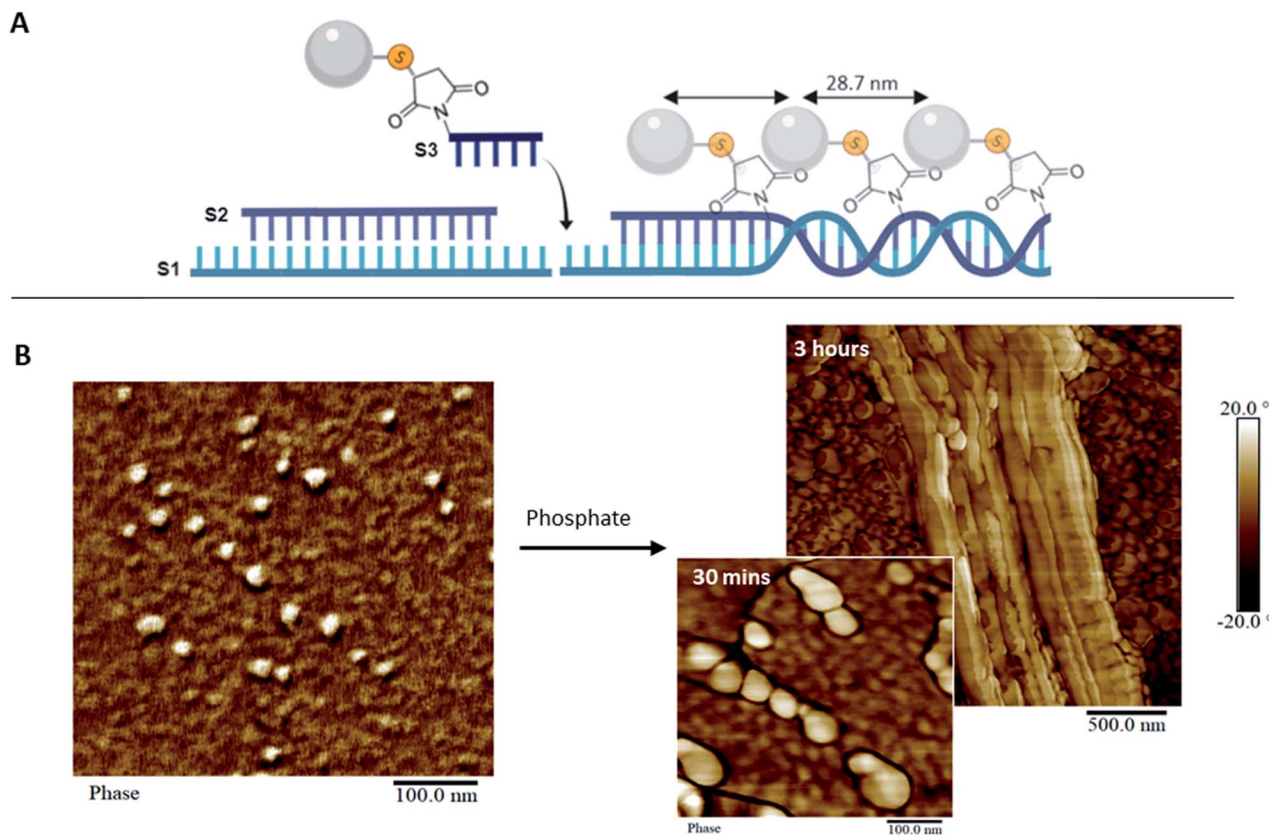 A
S
O
N
O
S3
S2
S1
28.7 nm
S
O
N
O
S
O
N
O
S
O
N
O
B
3 hours
20.0 °
-20.0 °
500.0 nm
Phosphate
30 mins
Phase
100.0 nm
Phase
100.0 nm